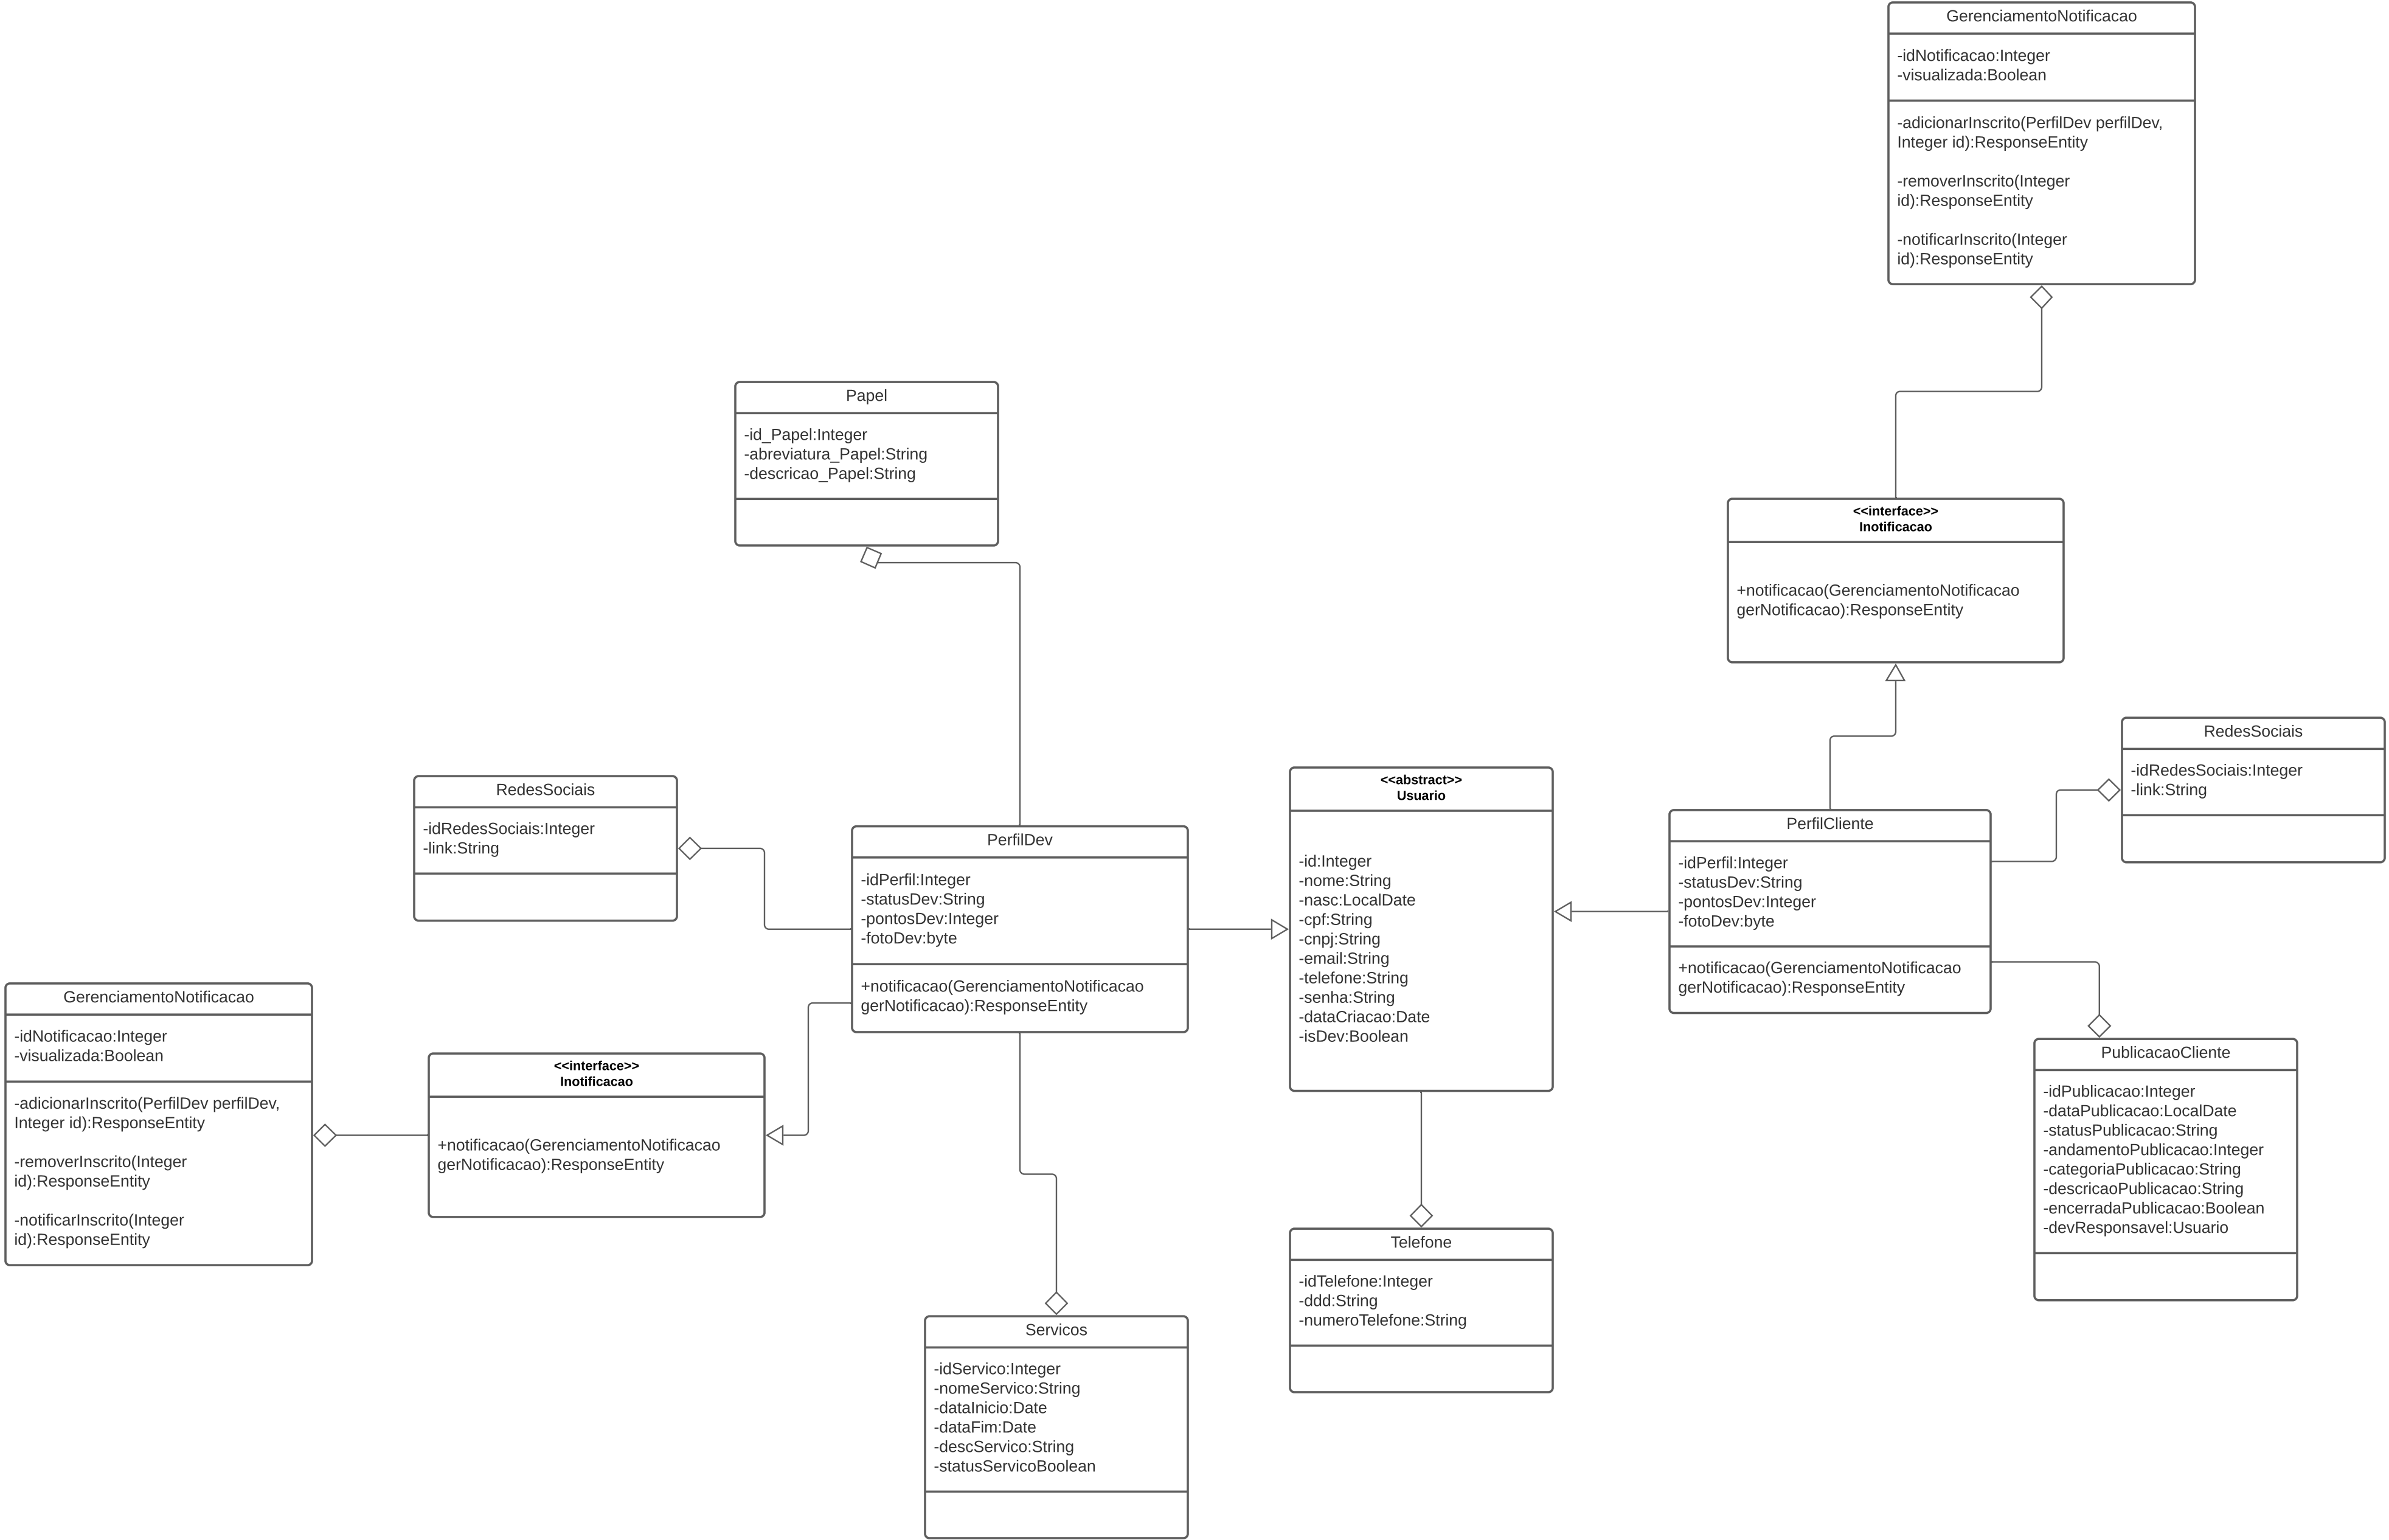 GerenciamentoNotificacao
-idNotificacao:Integer
-visualizada:Boolean
-adicionarInscrito(PerfilDev perfilDev,
Integer id):ResponseEntity
-removerInscrito(Integer
id):ResponseEntity
-notificarInscrito(Integer
id):ResponseEntity
Papel
-id_Papel:Integer
-abreviatura_Papel:String
-descricao_Papel:String
<<interface>>
Inotificacao
+notificacao(GerenciamentoNotificacao
gerNotificacao):ResponseEntity
RedesSociais
-idRedesSociais:Integer
-link:String
PerfilDev
-idPerfil:Integer
-statusDev:String
-pontosDev:Integer
-fotoDev:byte
+notificacao(GerenciamentoNotificacao
gerNotificacao):ResponseEntity
<<abstract>>
Usuario
-id:Integer
-nome:String
-nasc:LocalDate
-cpf:String
-cnpj:String
-email:String
-telefone:String
-senha:String
-dataCriacao:Date
-isDev:Boolean
PerfilCliente
-idPerfil:Integer
-statusDev:String
-pontosDev:Integer
-fotoDev:byte
+notificacao(GerenciamentoNotificacao
gerNotificacao):ResponseEntity
RedesSociais
-idRedesSociais:Integer
-link:String
GerenciamentoNotificacao
-idNotificacao:Integer
-visualizada:Boolean
-adicionarInscrito(PerfilDev perfilDev,
Integer id):ResponseEntity
-removerInscrito(Integer
id):ResponseEntity
-notificarInscrito(Integer
id):ResponseEntity
<<interface>>
Inotificacao
+notificacao(GerenciamentoNotificacao
gerNotificacao):ResponseEntity
PublicacaoCliente
-idPublicacao:Integer
-dataPublicacao:LocalDate
-statusPublicacao:String
-andamentoPublicacao:Integer
-categoriaPublicacao:String
-descricaoPublicacao:String
-encerradaPublicacao:Boolean
-devResponsavel:Usuario
Telefone
-idTelefone:Integer
-ddd:String
-numeroTelefone:String
Servicos
-idServico:Integer
-nomeServico:String
-dataInicio:Date
-dataFim:Date
-descServico:String
-statusServicoBoolean